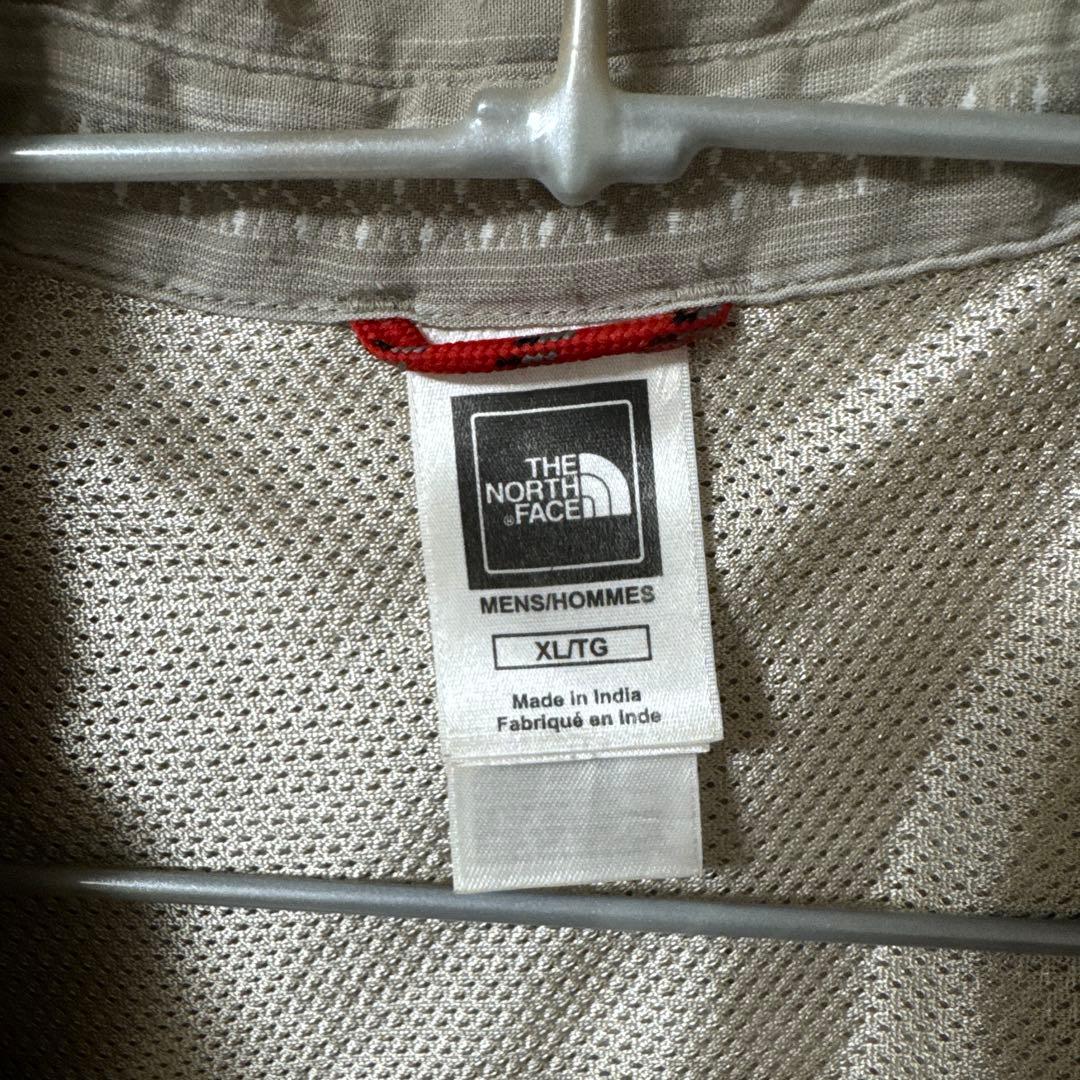 THE
NORTH
®FACE
MENS/HOMMES
XL/TG
Made in India
Fabriqué en Inde